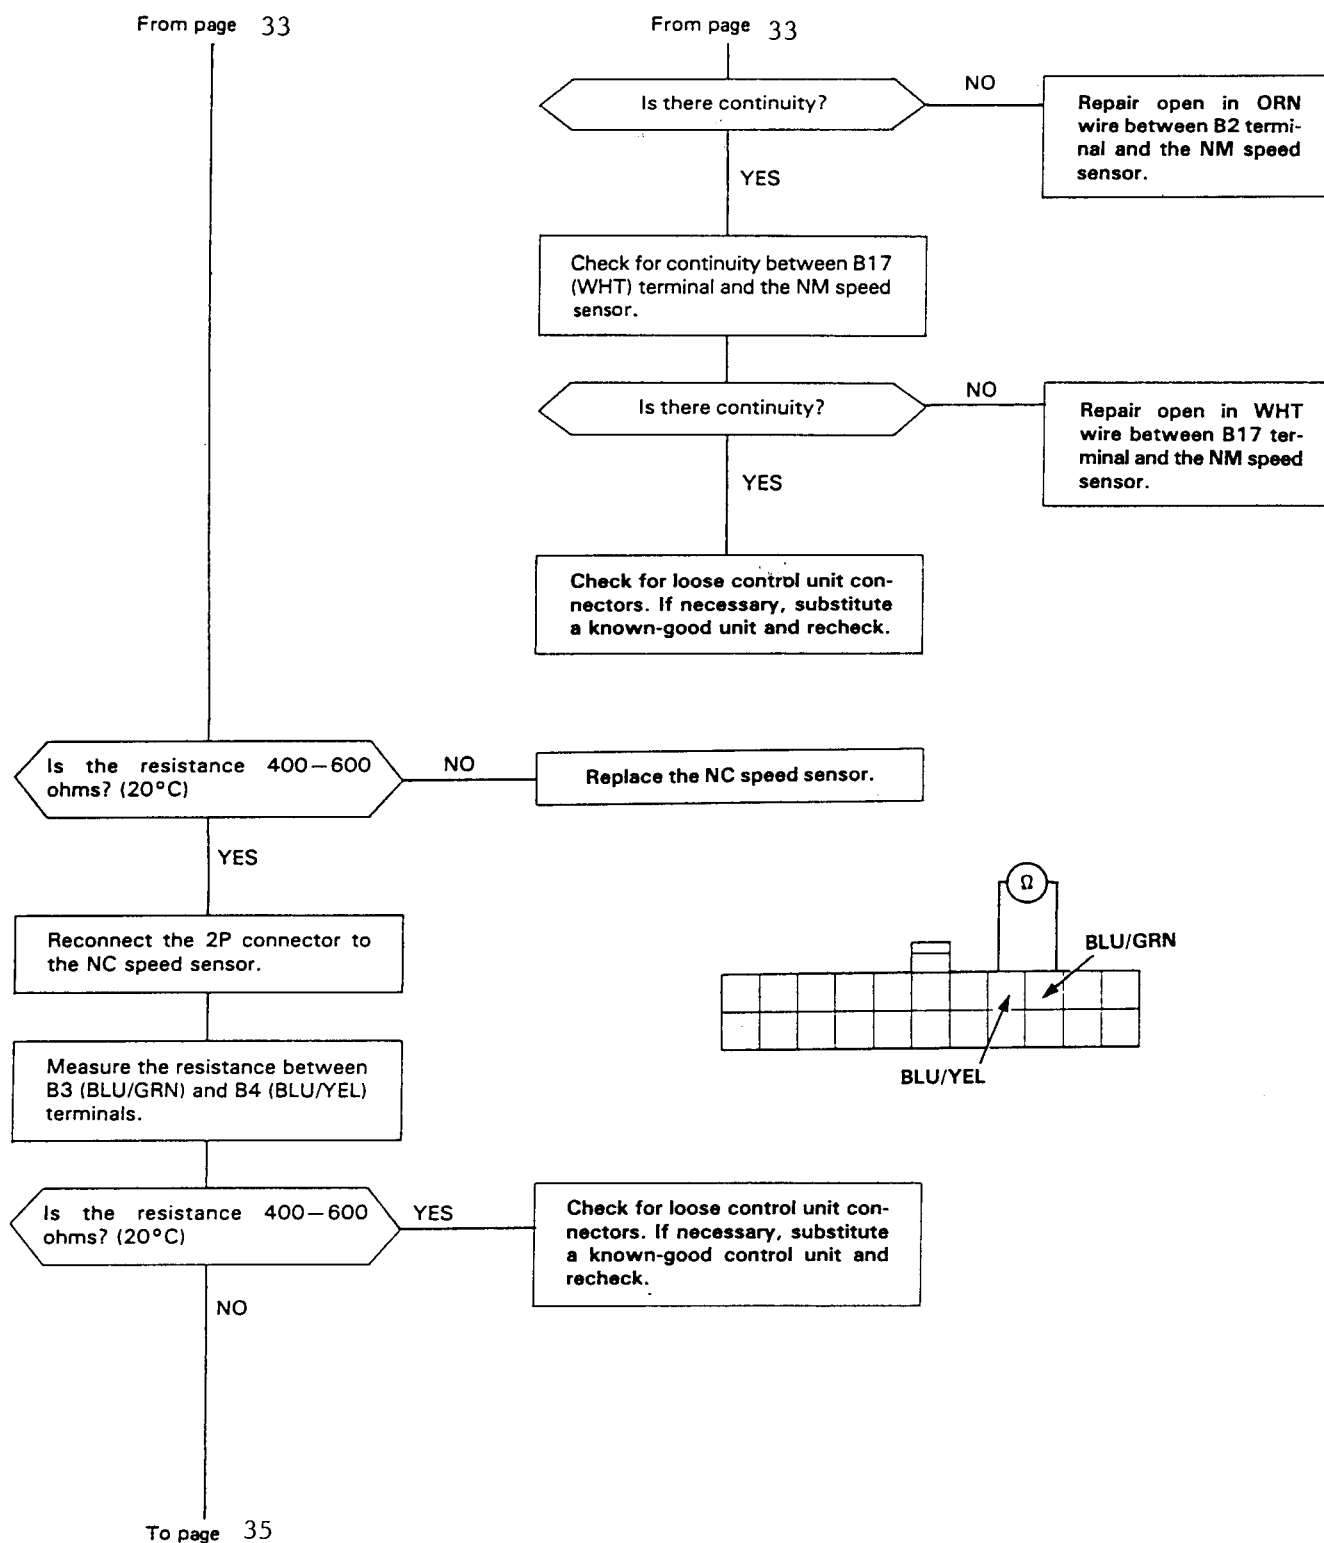 From page 33
From page 33
Is there continuity?
NO
Repair open in ORN
wire between B2 termi-
nal and the NM speed
sensor.
YES
Check for continuity between B17
(WHT) terminal and the NM speed
sensor.
Is there continuity?
NO
Repair open in WHT
wire between B17 ter-
minal and the NM speed
sensor.
YES
Check for loose control unit con-
nectors. If necessary, substitute
a known-good unit and recheck.
Is the resistance 400—600
ohms? (20°C)
NO
Replace the NC speed sensor.
YES
Reconnect the 2P connector to
the NC speed sensor.
Ω
BLU/GRN
BLU/YEL
Measure the resistance between
B3 (BLU/GRN) and B4 (BLU/YEL)
terminals.
Is the resistance 400—600
ohms? (20°C)
YES
Check for loose control unit con-
nectors. If necessary, substitute
a known-good control unit and
recheck.
NO
To page 35